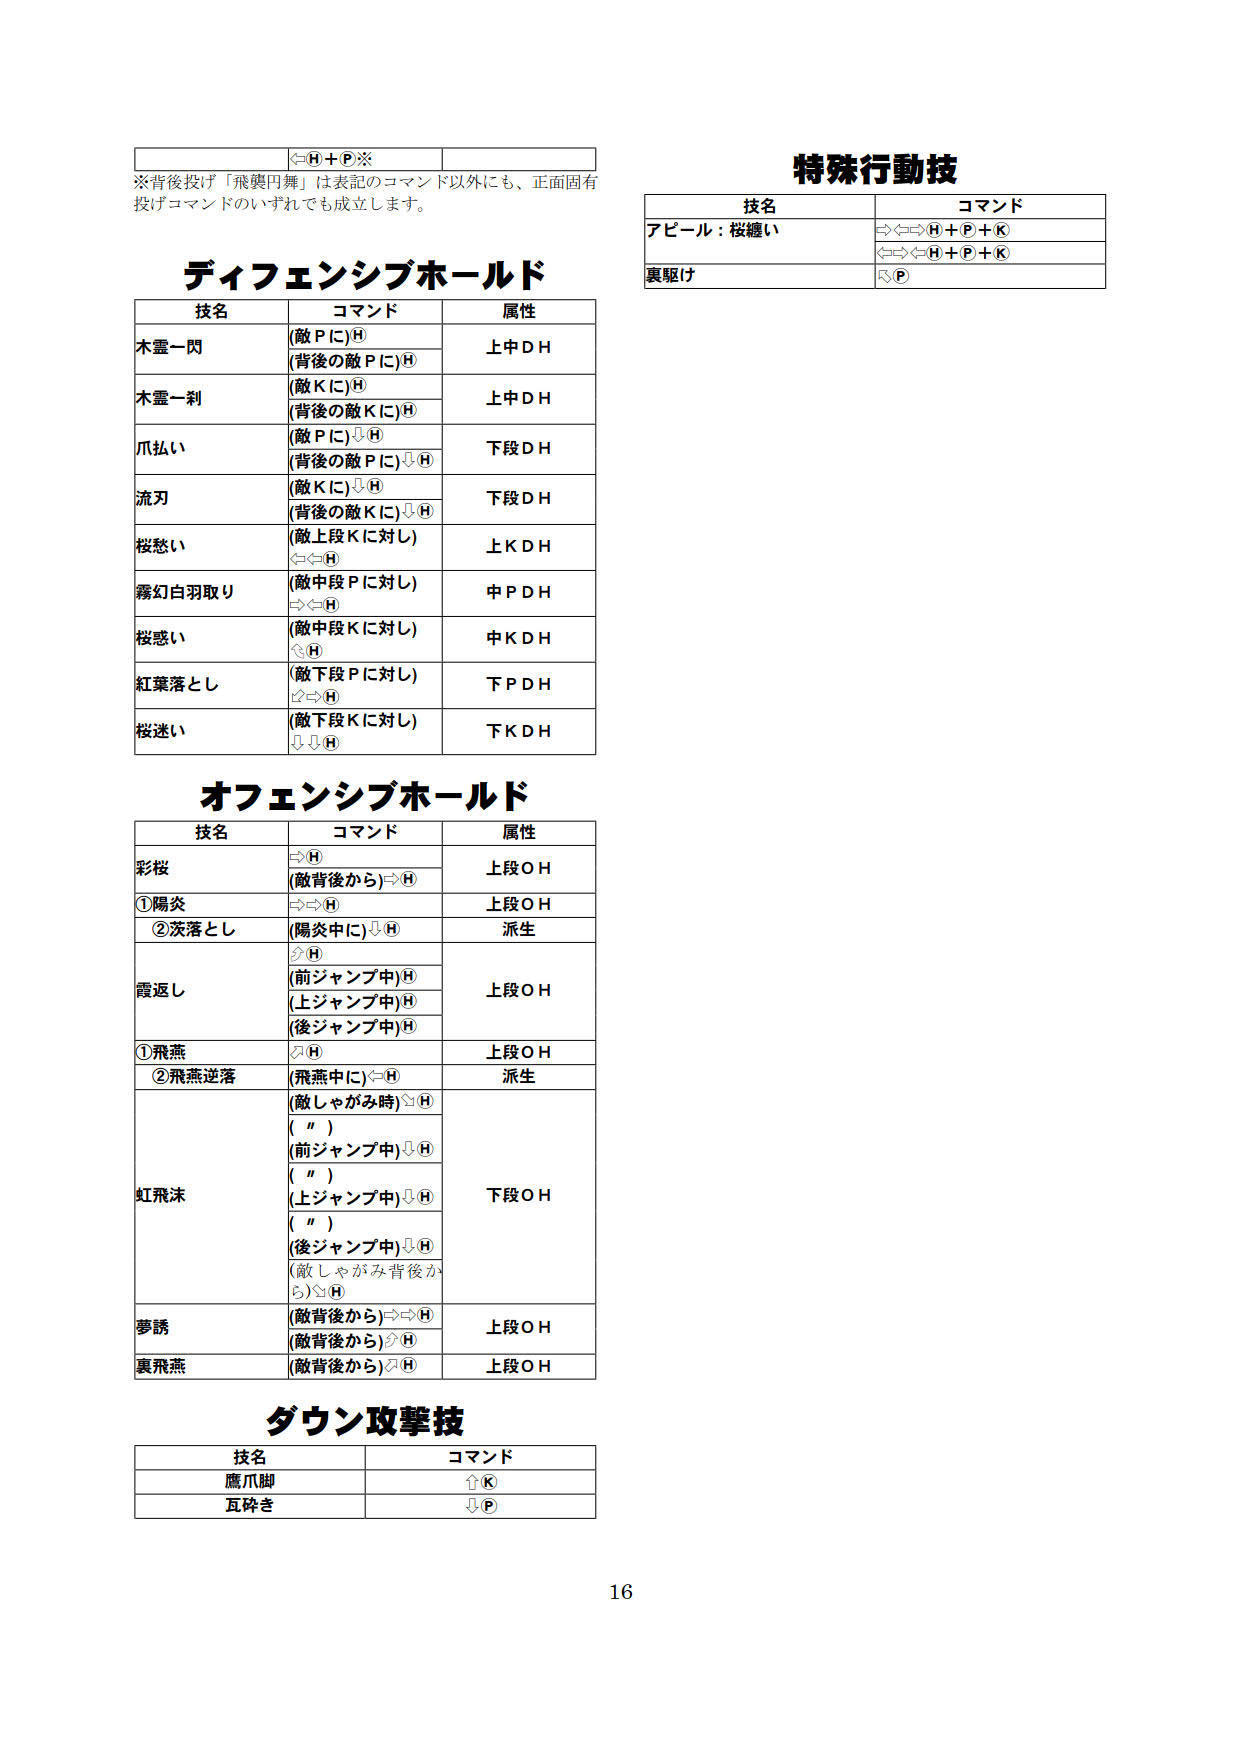 ⇦Ⓗ＋Ⓟ※
※背後投げ「飛襲円舞」は表記のコマンド以外にも、正面固有
投げコマンドのいずれでも成立します。
ディフェンシブホールド
技名 コマンド 属性
木霊一閃 (敵Ｐに)Ⓗ 上中ＤＨ
(背後の敵Ｐに)Ⓗ
木霊一刹 (敵Ｋに)Ⓗ 上中ＤＨ
(背後の敵Ｋに)Ⓗ
爪払い (敵Ｐに)⇩Ⓗ 下段ＤＨ
(背後の敵Ｐに)⇩Ⓗ
流刃 (敵Ｋに)⇩Ⓗ 下段ＤＨ
(背後の敵Ｋに)⇩Ⓗ
桜愁い (敵上段Ｋに対し) 上ＫＤＨ
⇦⇦Ⓗ
霧幻白羽取り (敵中段Ｐに対し) 中ＰＤＨ
⇨⇦Ⓗ
桜惑い (敵中段Ｋに対し) 中ＫＤＨ
⇖Ⓗ
紅葉落とし (敵下段Ｐに対し) 下ＰＤＨ
⇙⇨Ⓗ
桜迷い (敵下段Ｋに対し) 下ＫＤＨ
⇩⇩Ⓗ
オフェンシブホールド
技名 コマンド 属性
彩桜 ⇨Ⓗ 上段ＯＨ
(敵背後から)⇨Ⓗ
①陽炎 ⇨⇨Ⓗ 上段ＯＨ
②茨落とし (陽炎中に)⇩Ⓗ 派生
霞返し ⇗Ⓗ 上段ＯＨ
(前ジャンプ中)Ⓗ
(上ジャンプ中)Ⓗ
(後ジャンプ中)Ⓗ
①飛燕 ⇗Ⓗ 上段ＯＨ
②飛燕逆落 (飛燕中に)⇦Ⓗ 派生
虹飛沫 (敵しゃがみ時)⇘Ⓗ 下段ＯＨ
( 〃 )
(前ジャンプ中)⇩Ⓗ
( 〃 )
(上ジャンプ中)⇩Ⓗ
( 〃 )
(後ジャンプ中)⇩Ⓗ
(敵しゃがみ背後か
ら)⇘Ⓗ
夢誘 (敵背後から)⇨⇨Ⓗ 上段ＯＨ
(敵背後から)⇗Ⓗ
裏飛燕 (敵背後から)⇗Ⓗ 上段ＯＨ
ダウン攻撃技
技名 コマンド
鷹爪脚 ⇧Ⓚ
瓦砕き ⇩Ⓟ
特殊行動技
技名 コマンド
アピール：桜纏い ⇨⇦⇨Ⓗ＋Ⓟ＋Ⓚ
⇦⇨⇦Ⓗ＋Ⓟ＋Ⓚ
裏駆け ⇖Ⓟ
16